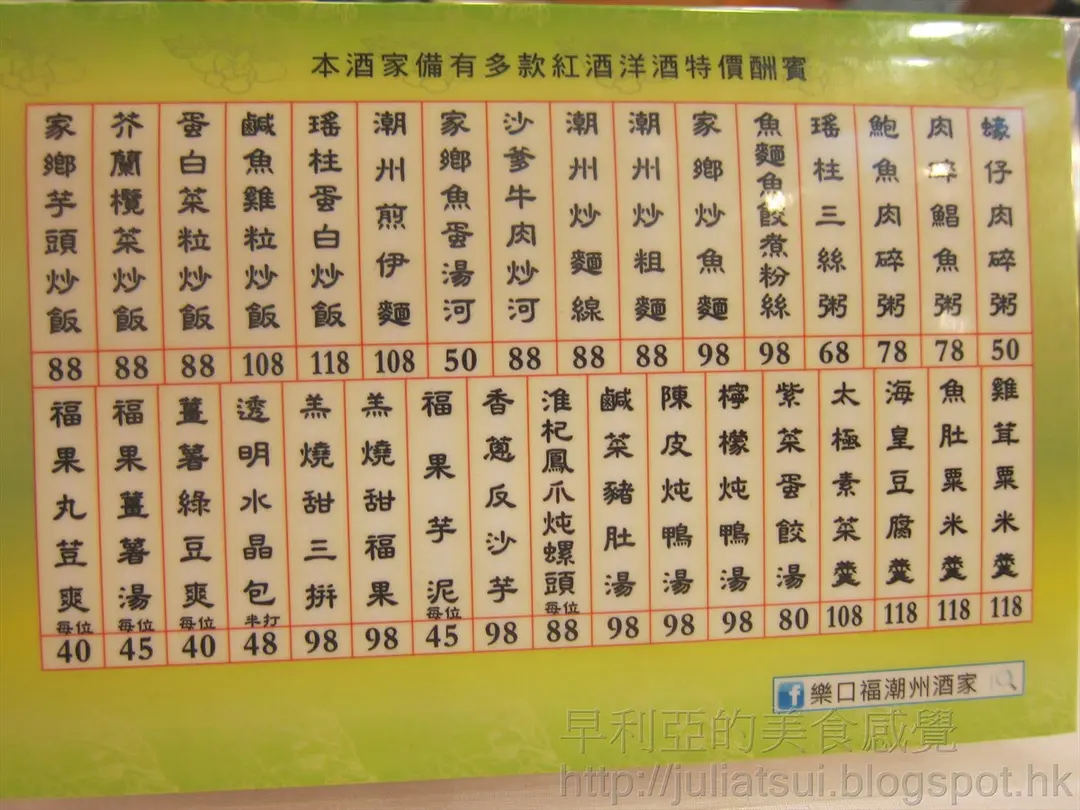 本酒家備有多款紅酒洋酒特價酬賓
蠔仔肉碎粥 50
肉碎鯧魚粥 78
鮑魚肉碎粥 78
瑤柱三絲粥 68
魚麵魚餃煮粉絲 98
家鄉炒魚麵 98
潮州炒粗麵 88
潮州炒麵線 88
沙爹牛肉炒河 88
家鄉魚蛋湯河 50
潮州煎伊麵 108
瑤柱蛋白炒飯 118
鹹魚雞粒炒飯 108
蛋白菜粒炒飯 88
芥蘭欖菜炒飯 88
家鄉芋頭炒飯 88
雞茸粟米羹 118
魚肚粟米羹 118
海皇豆腐羹 118
太極素菜羹 108
紫菜蛋餃湯 80
檸檬炖鴨湯 98
陳皮炖鴨湯 98
鹹菜豬肚湯 98
淮杞鳳爪炖螺頭 每位 88
香蔥反沙芋 98
福果芋泥 每位 45
羔燒甜福果 98
羔燒甜三拼 98
透明水晶包 半打 48
薑薯綠豆爽 每位 40
福果薑薯湯 每位 45
福果丸荳爽 每位 40
f 樂口福潮州酒家
早利亞的美食感覺
http://juliatsui.blogspot.hk